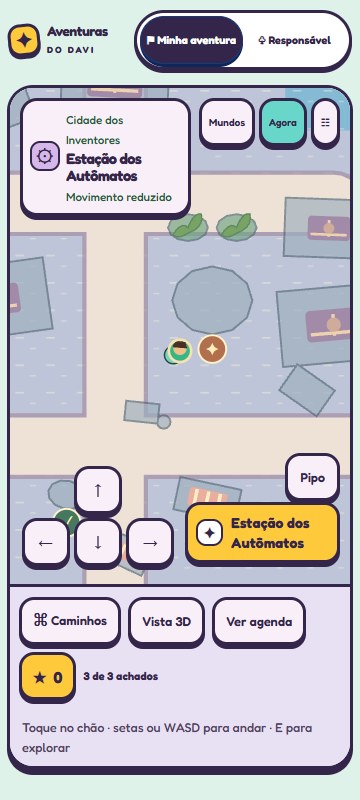 Aventuras
DO DAVI
Minha aventura
Responsável
Cidade dos
Inventores
Estação dos
Autômatos
Movimento reduzido
Mundos
Agora
Pipo
↑
← ↓ →
Estação dos
Autômatos
⌘ Caminhos
Vista 3D
Ver agenda
★ 0
3 de 3 achados
Toque no chão · setas ou WASD para andar · E para
explorar